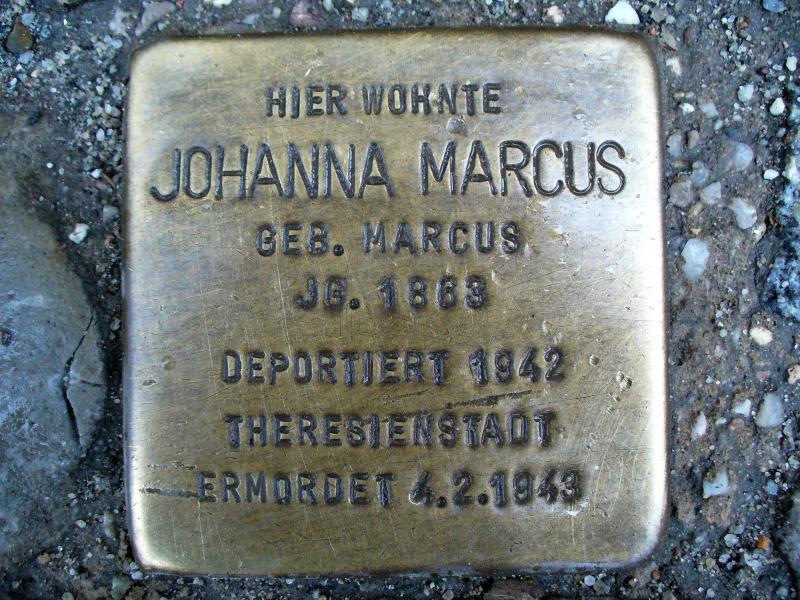 HIER WOHNTE
JOHANNA MARCUS
GEB. MARCUS
JG. 1863
DEPORTIERT 1942
THERESIENSTADT
ERMORDET 4.2.1943